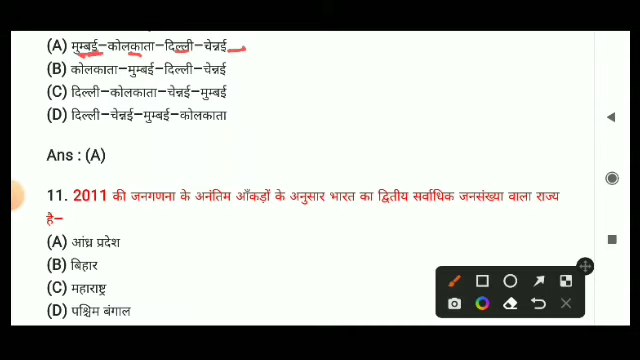 (A) मुम्बई–कोलकाता–दिल्ली–चेन्नई
(B) कोलकाता–मुम्बई–दिल्ली–चेन्नई
(C) दिल्ली–कोलकाता–चेन्नई–मुम्बई
(D) दिल्ली–चेन्नई–मुम्बई–कोलकाता
Ans : (A)
11. 2011 की जनगणना के अनंतिम आँकड़ों के अनुसार भारत का द्वितीय सर्वाधिक जनसंख्या वाला राज्य
है–
(A) आंध्र प्रदेश
(B) बिहार
(C) महाराष्ट्र
(D) पश्चिम बंगाल